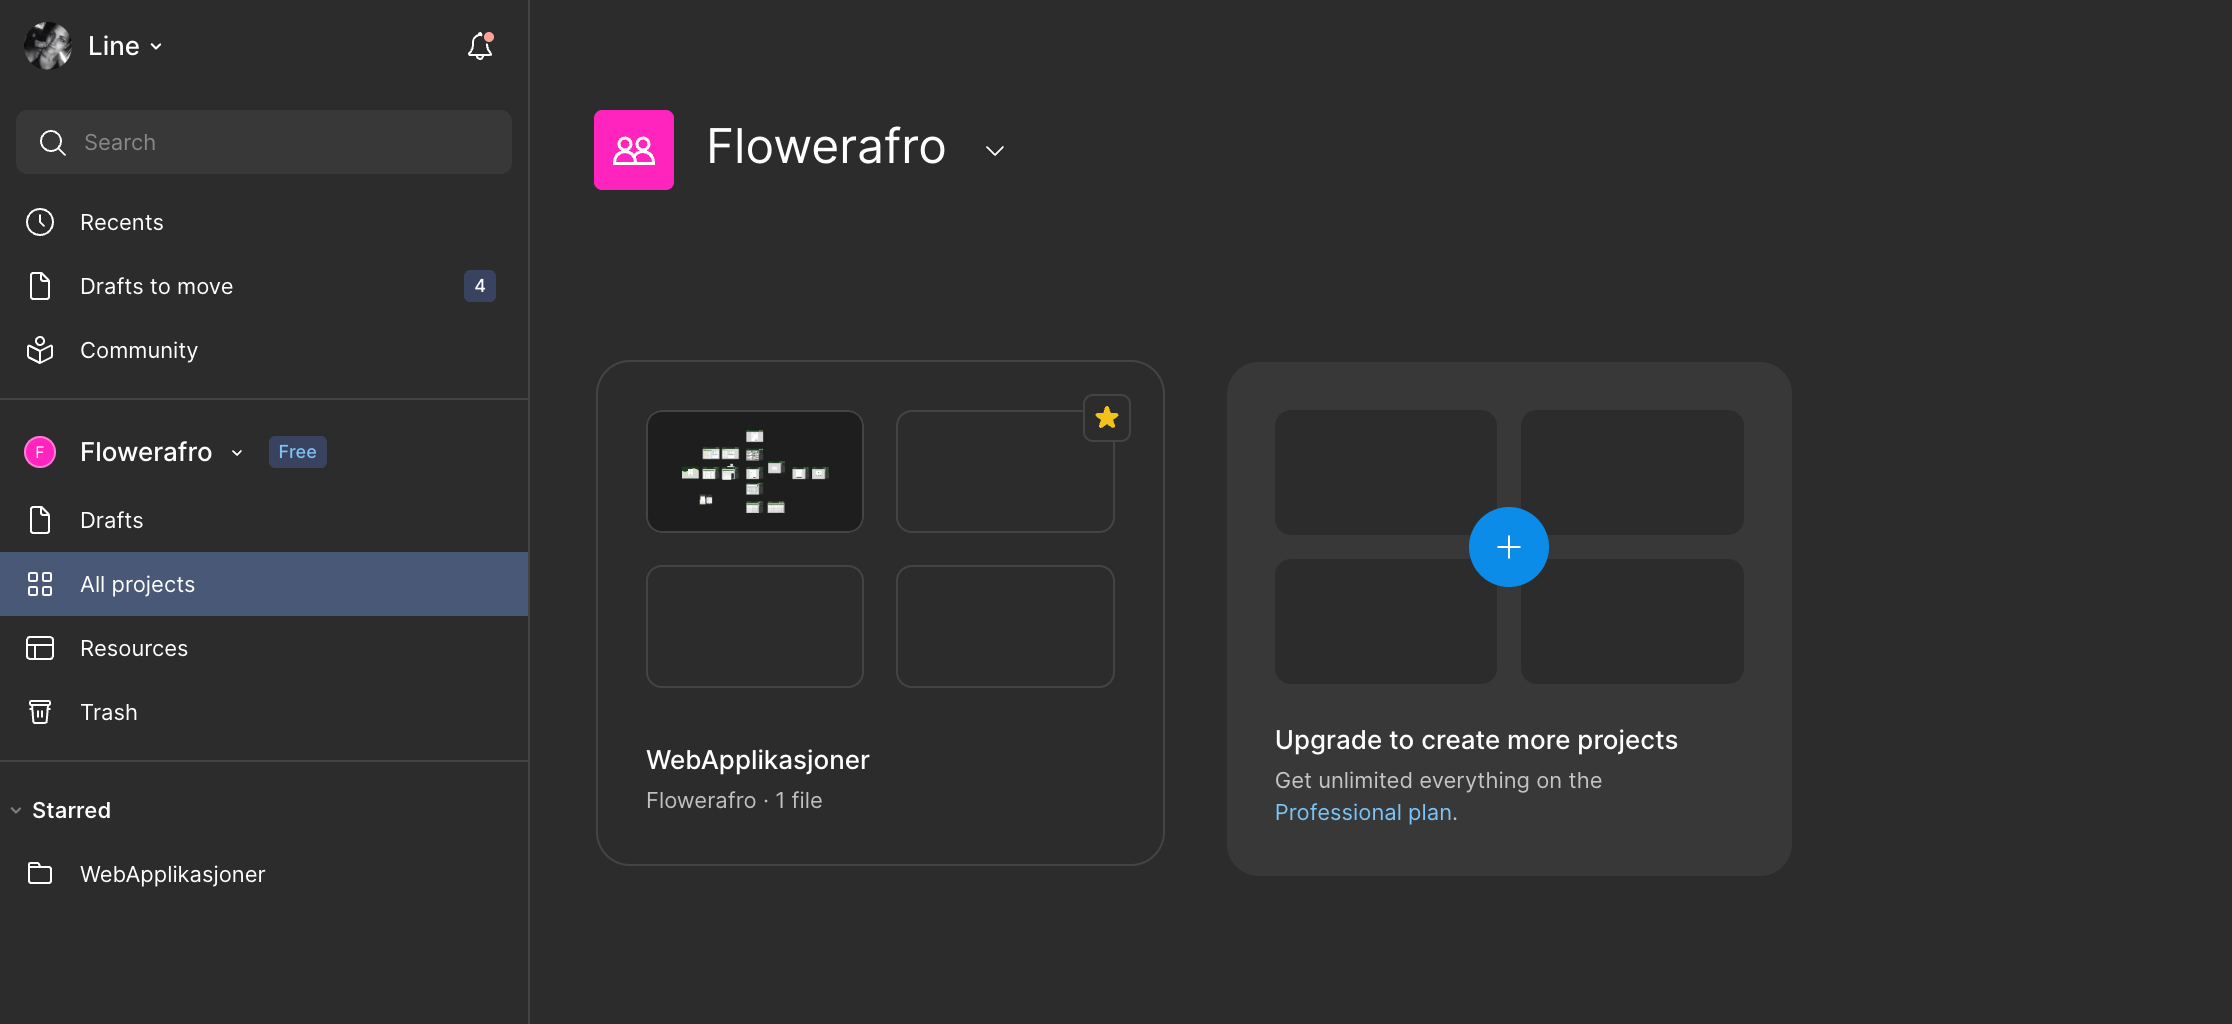 Line
Search
Recents
Drafts to move
4
Community
F
Flowerafro
Free
Drafts
All projects
Resources
Trash
Starred
WebApplikasjoner
Flowerafro
WebApplikasjoner
Flowerafro · 1 file
Upgrade to create more projects
Get unlimited everything on the
Professional plan.